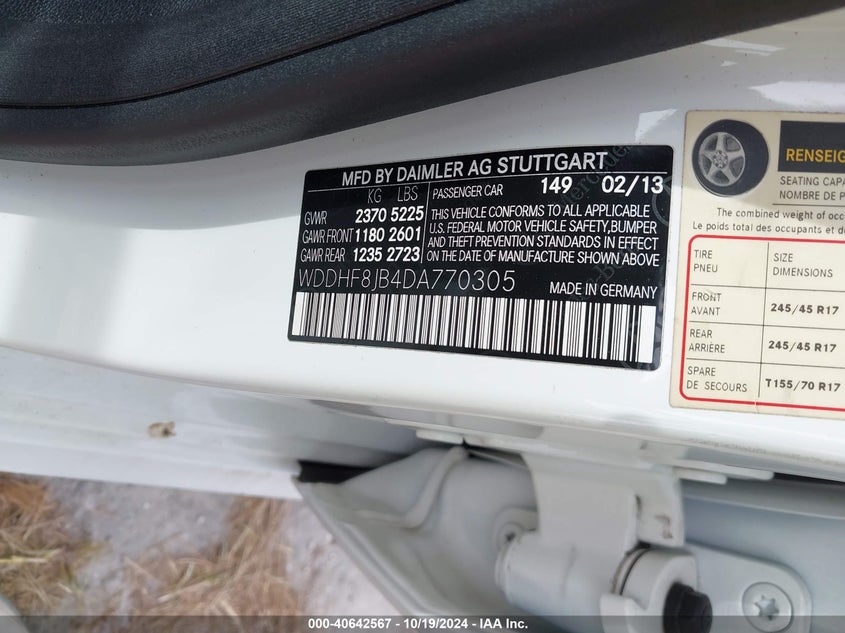 MFD BY DAIMLER AG STUTTGART
KG LBS
PASSENGER CAR 149 02/13
GVWR 2370 5225
GAWR FRONT 1180 2601
GAWR REAR 1235 2723
THIS VEHICLE CONFORMS TO ALL APPLICABLE
U.S. FEDERAL MOTOR VEHICLE SAFETY,BUMPER
AND THEFT PREVENTION STANDARDS IN EFFECT
ON THE DATE OF MANUFACTURE SHOWN ABOVE.
WDDHF8JB4DA770305
MADE IN GERMANY
RENSEIG
SEATING CAPA
NOMBRE DE P
The combined weight of occ
Le poids total des occupants et d
TIRE SIZE
PNEU DIMENSIONS
FRONT
AVANT
245/45 R17
REAR
ARRIÈRE
245/45 R17
SPARE
DE SECOURS
T155/70 R17
000-40642567 - 10/19/2024 - IAA Inc.